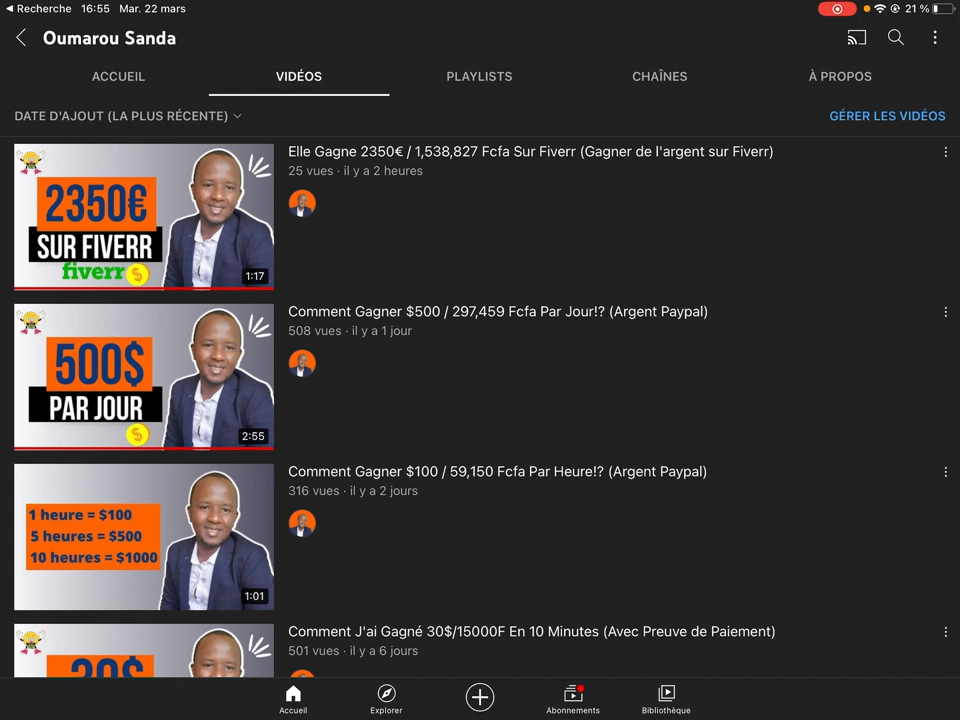 Recherche 16:55 Mar. 22 mars 21 %
Oumarou Sanda
ACCUEIL VIDÉOS PLAYLISTS CHAÎNES À PROPOS
DATE D'AJOUT (LA PLUS RÉCENTE) GÉRER LES VIDÉOS
2350€
SUR FIVERR
fiverr $
1:17
Elle Gagne 2350€ / 1,538,827 Fcfa Sur Fiverr (Gagner de l'argent sur Fiverr)
25 vues · il y a 2 heures
500$
PAR JOUR
$
2:55
Comment Gagner $500 / 297,459 Fcfa Par Jour!? (Argent Paypal)
508 vues · il y a 1 jour
1 heure = $100
5 heures = $500
10 heures = $1000
1:01
Comment Gagner $100 / 59,150 Fcfa Par Heure!? (Argent Paypal)
316 vues · il y a 2 jours
30$
Comment J'ai Gagné 30$/15000F En 10 Minutes (Avec Preuve de Paiement)
501 vues · il y a 6 jours
Accueil Explorer Abonnements Bibliothèque